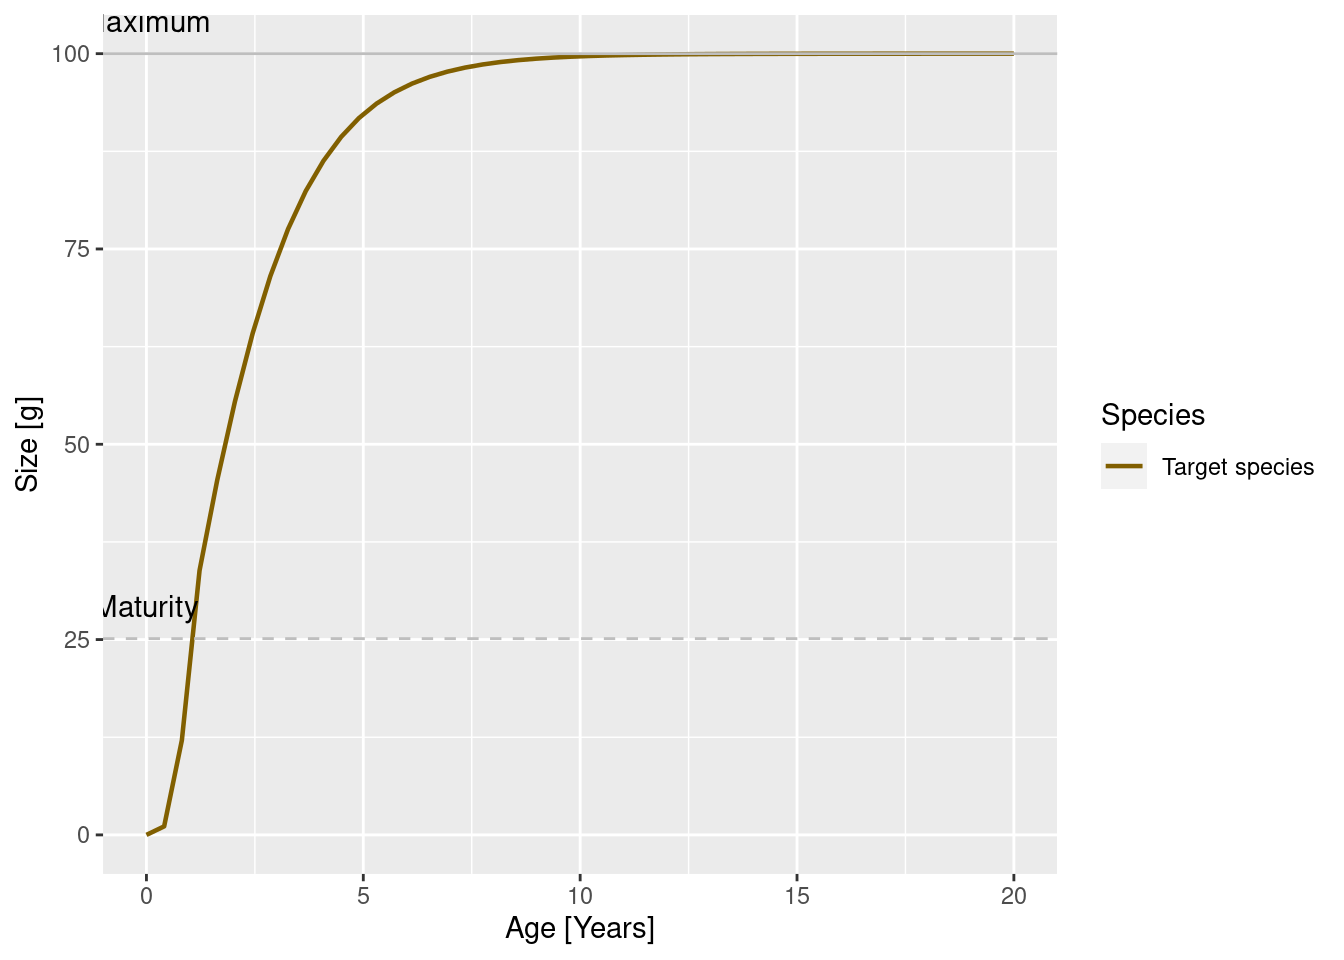 aximum
100
75
50
25
0
Maturity
Size [g]
0 5 10 15 20
Age [Years]
Species
Target species